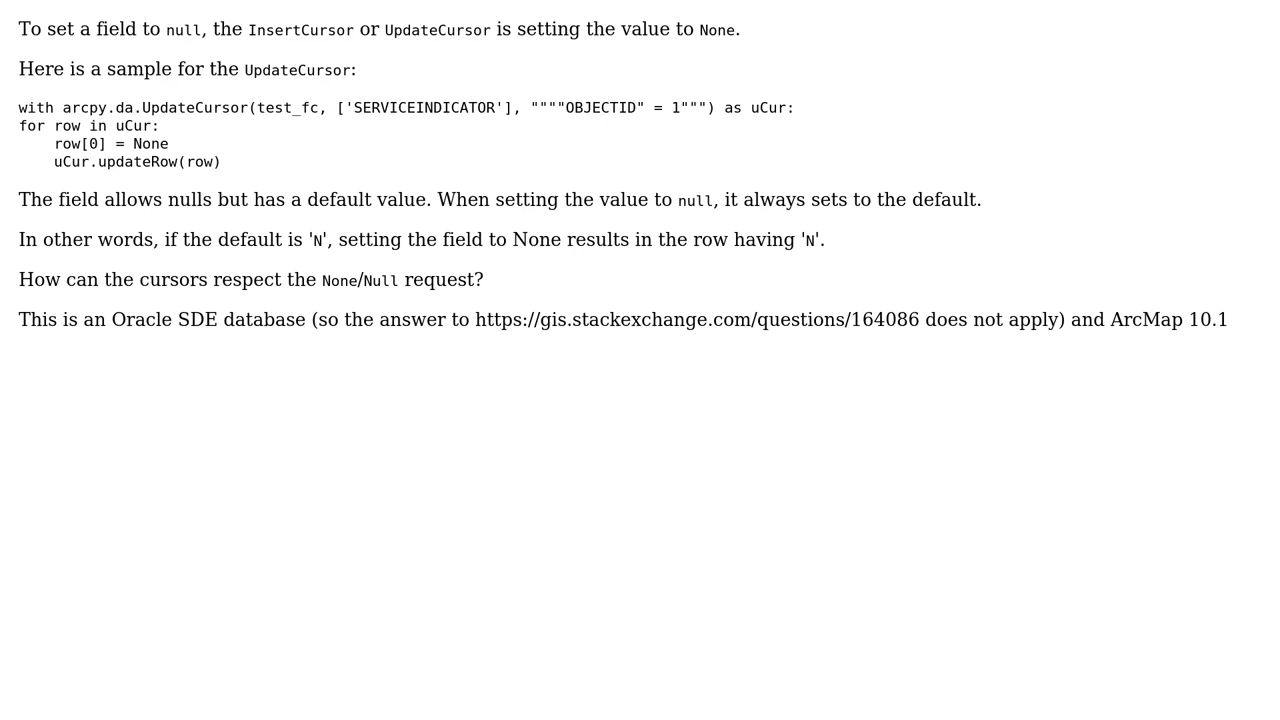 To set a field to null, the InsertCursor or UpdateCursor is setting the value to None.
Here is a sample for the UpdateCursor:
with arcpy.da.UpdateCursor(test_fc, ['SERVICEINDICATOR'], """"OBJECTID" = 1""") as uCur:
for row in uCur:
    row[0] = None
    uCur.updateRow(row)
The field allows nulls but has a default value. When setting the value to null, it always sets to the default.
In other words, if the default is 'N', setting the field to None results in the row having 'N'.
How can the cursors respect the None/Null request?
This is an Oracle SDE database (so the answer to https://gis.stackexchange.com/questions/164086 does not apply) and ArcMap 10.1